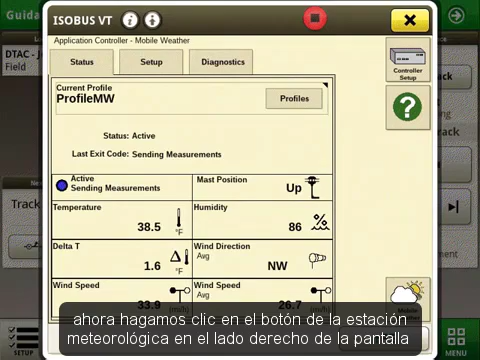 Guida
ISOBUS VT
Application Controller - Mobile Weather
Status
Setup
Diagnostics
Controller
Setup
DTAC - J
Field
Current Profile
ProfileMW
Profiles
Status: Active
Last Exit Code: Sending Measurements
Active
Sending Measurements
Mast Position
Up
Temperature
38.5
°F
Humidity
86
%
Delta T
1.6
Δ T
°F
Wind Direction
Avg
NW
Wind Speed
33.9
(mi/h)
Wind Speed
Avg
26.7
(mi/h)
Track
ahora hagamos clic en el botón de la estación
meteorológica en el lado derecho de la pantalla
SETUP
MENU